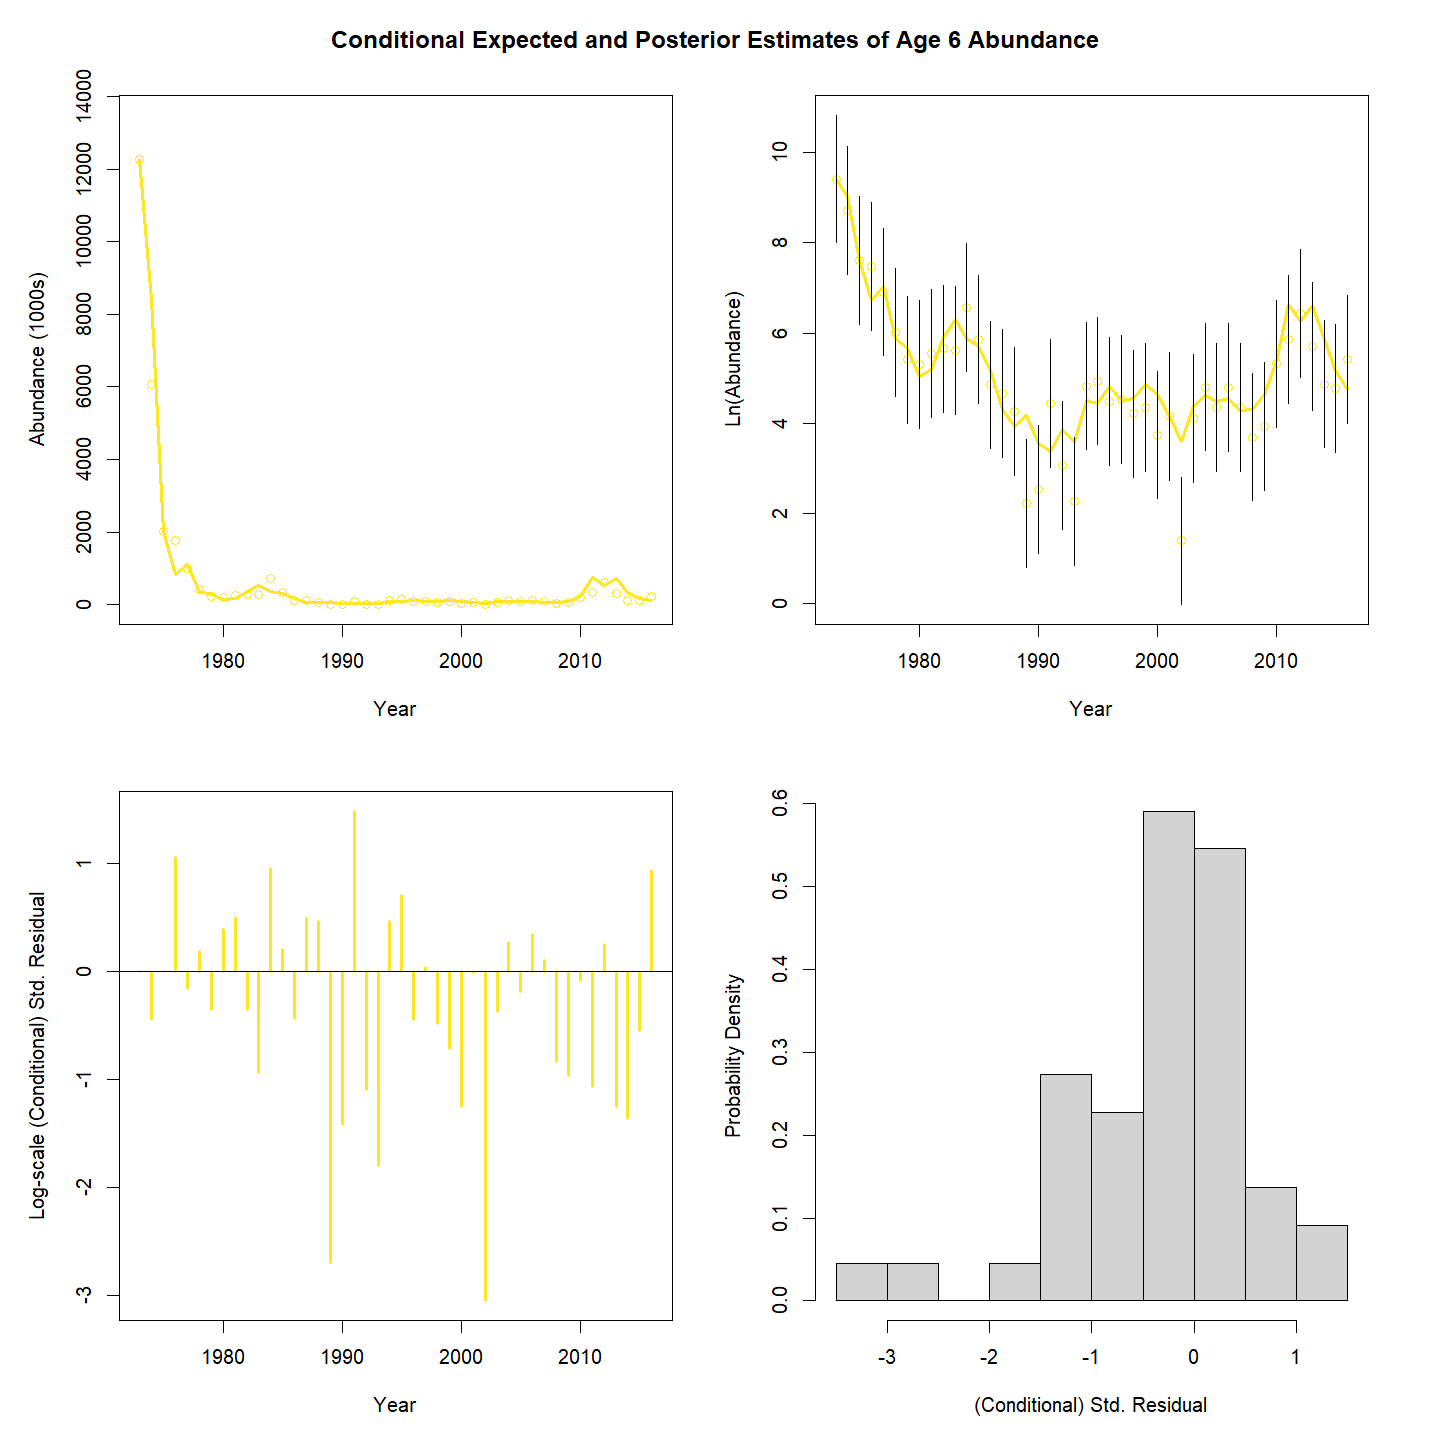 Conditional Expected and Posterior Estimates of Age 6 Abundance
Abundance (1000s)
14000
12000
10000
8000
6000
4000
2000
0
1980 1990 2000 2010
Year
Ln(Abundance)
10
8
6
4
2
0
1980 1990 2000 2010
Year
Log-scale (Conditional) Std. Residual
1
0
-1
-2
-3
1980 1990 2000 2010
Year
Probability Density
0.6
0.5
0.4
0.3
0.2
0.1
0.0
-3 -2 -1 0 1
(Conditional) Std. Residual